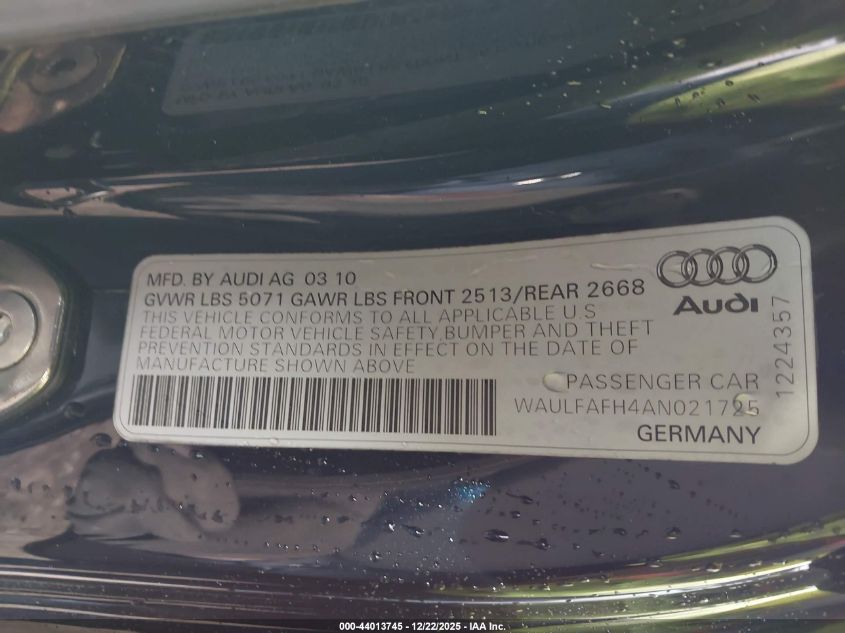 MFD. BY AUDI AG 03 10
GVWR LBS 5071 GAWR LBS FRONT 2513/REAR 2668
THIS VEHICLE CONFORMS TO ALL APPLICABLE U.S
FEDERAL MOTOR VEHICLE SAFETY BUMPER AND THEFT
PREVENTION STANDARDS IN EFFECT ON THE DATE OF
MANUFACTURE SHOWN ABOVE
AUDI
1224357
PASSENGER CAR
WAULFAFH4AN021725
GERMANY
000-44013745 - 12/22/2025 - IAA Inc.